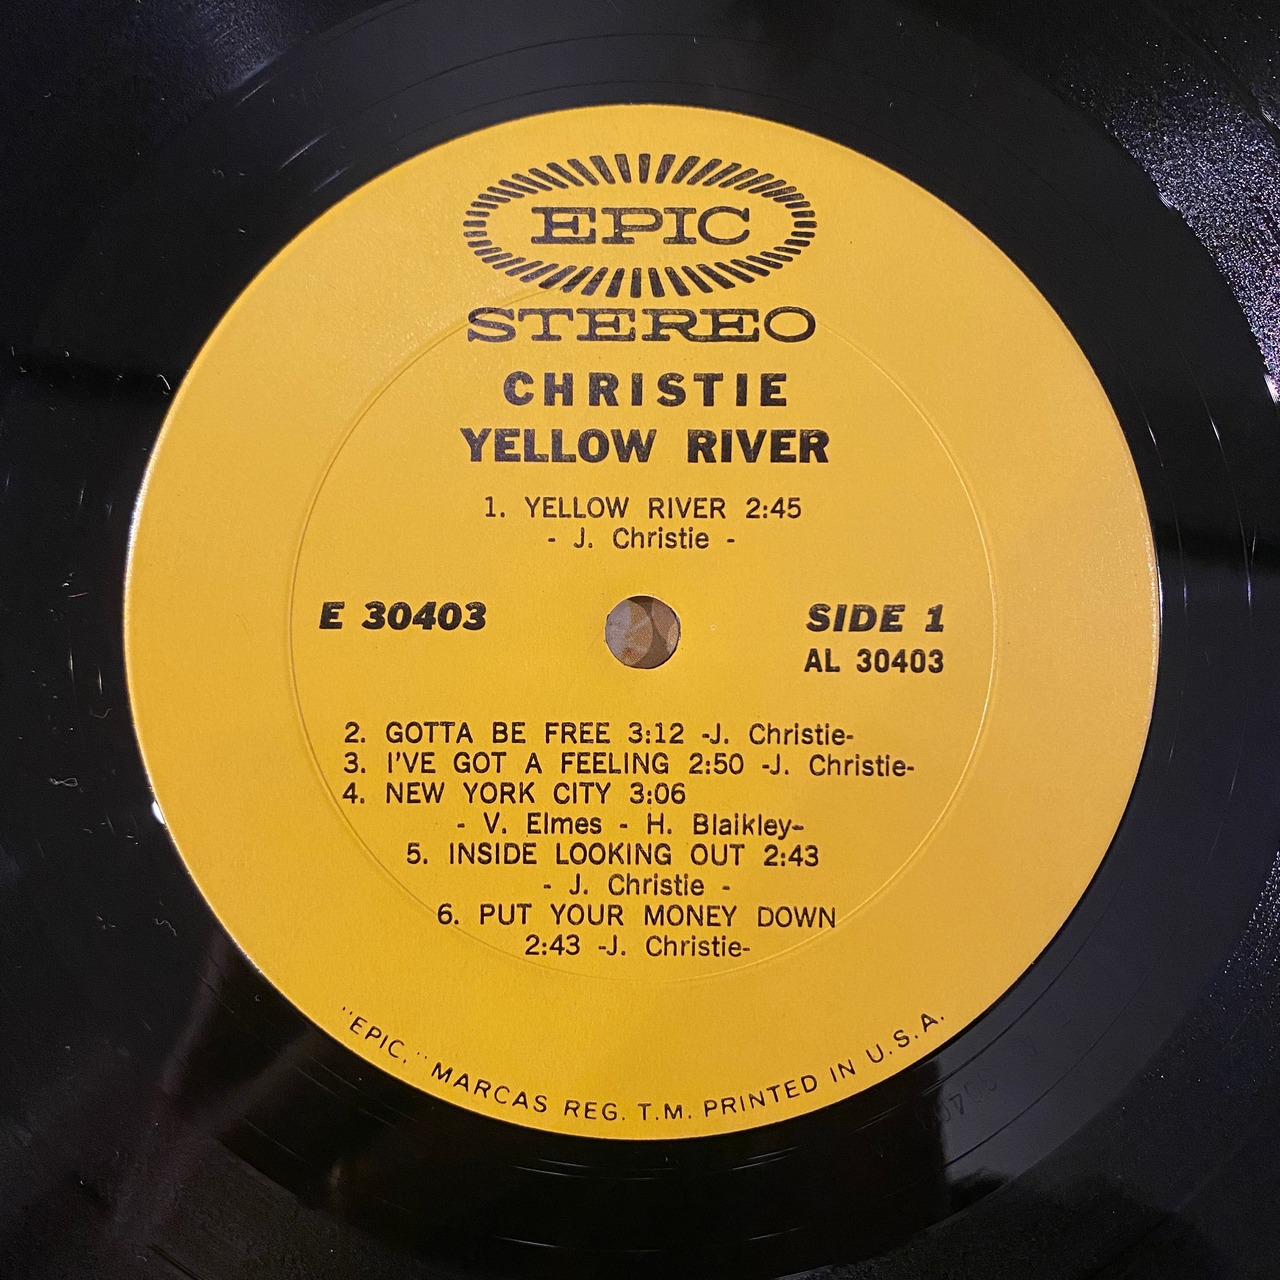 EPIC
STEREO
CHRISTIE
YELLOW RIVER
1. YELLOW RIVER 2:45
- J. Christie -
E 30403
SIDE 1
AL 30403
2. GOTTA BE FREE 3:12 -J. Christie-
3. I'VE GOT A FEELING 2:50 -J. Christie-
4. NEW YORK CITY 3:06
- V. Elmes - H. Blaikley-
5. INSIDE LOOKING OUT 2:43
- J. Christie -
6. PUT YOUR MONEY DOWN
2:43 -J. Christie-
"EPIC," MARCAS REG. T.M. PRINTED IN U.S.A.